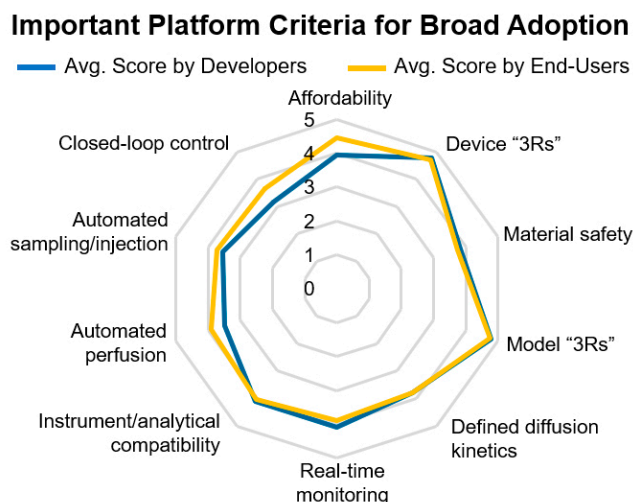 Important Platform Criteria for Broad Adoption
Avg. Score by Developers
Avg. Score by End-Users
Affordability
5
4
3
2
1
0
Device “3Rs”
Material safety
Model “3Rs”
Defined diffusion
kinetics
Real-time
monitoring
Instrument/analytical
compatibility
Automated
perfusion
Automated
sampling/injection
Closed-loop control